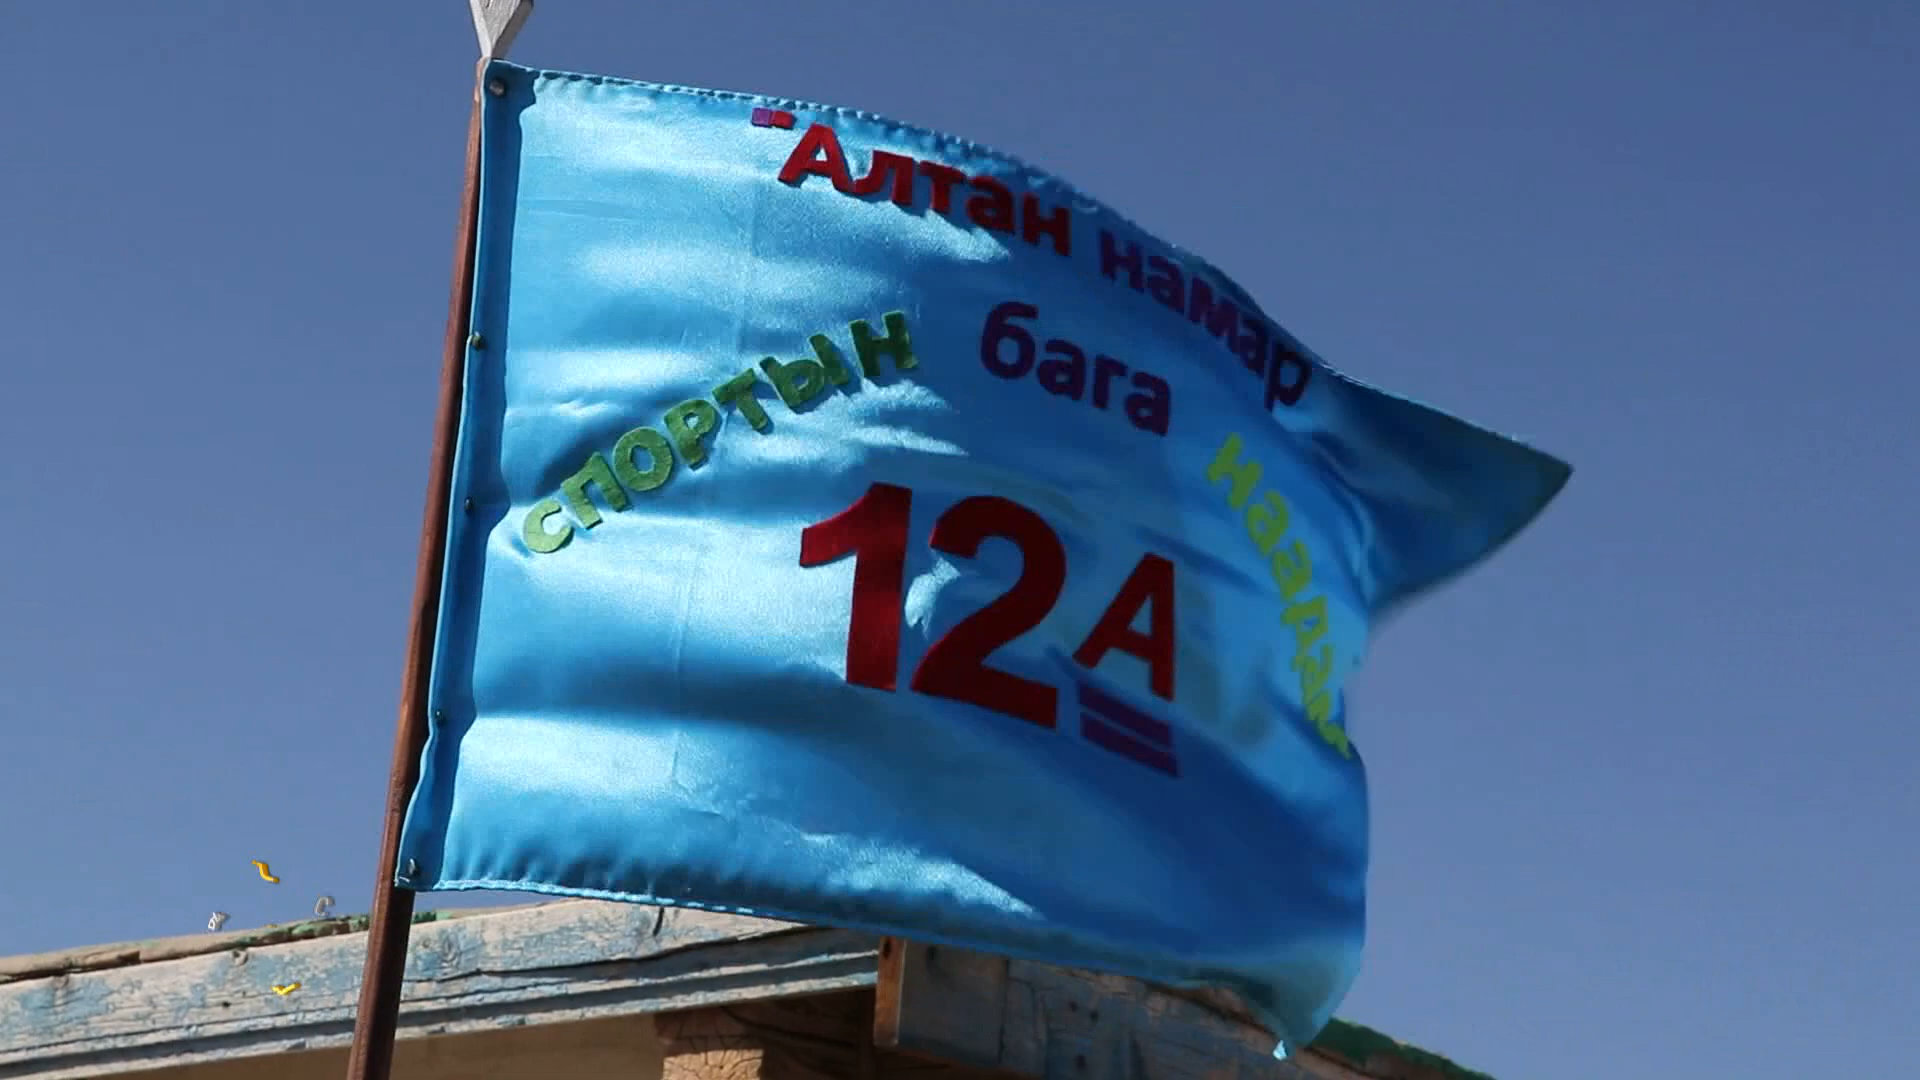 "Алтан намар
бага
спортын
наадам
12А